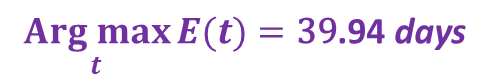 Arg max E(t) = 39.94 days
t